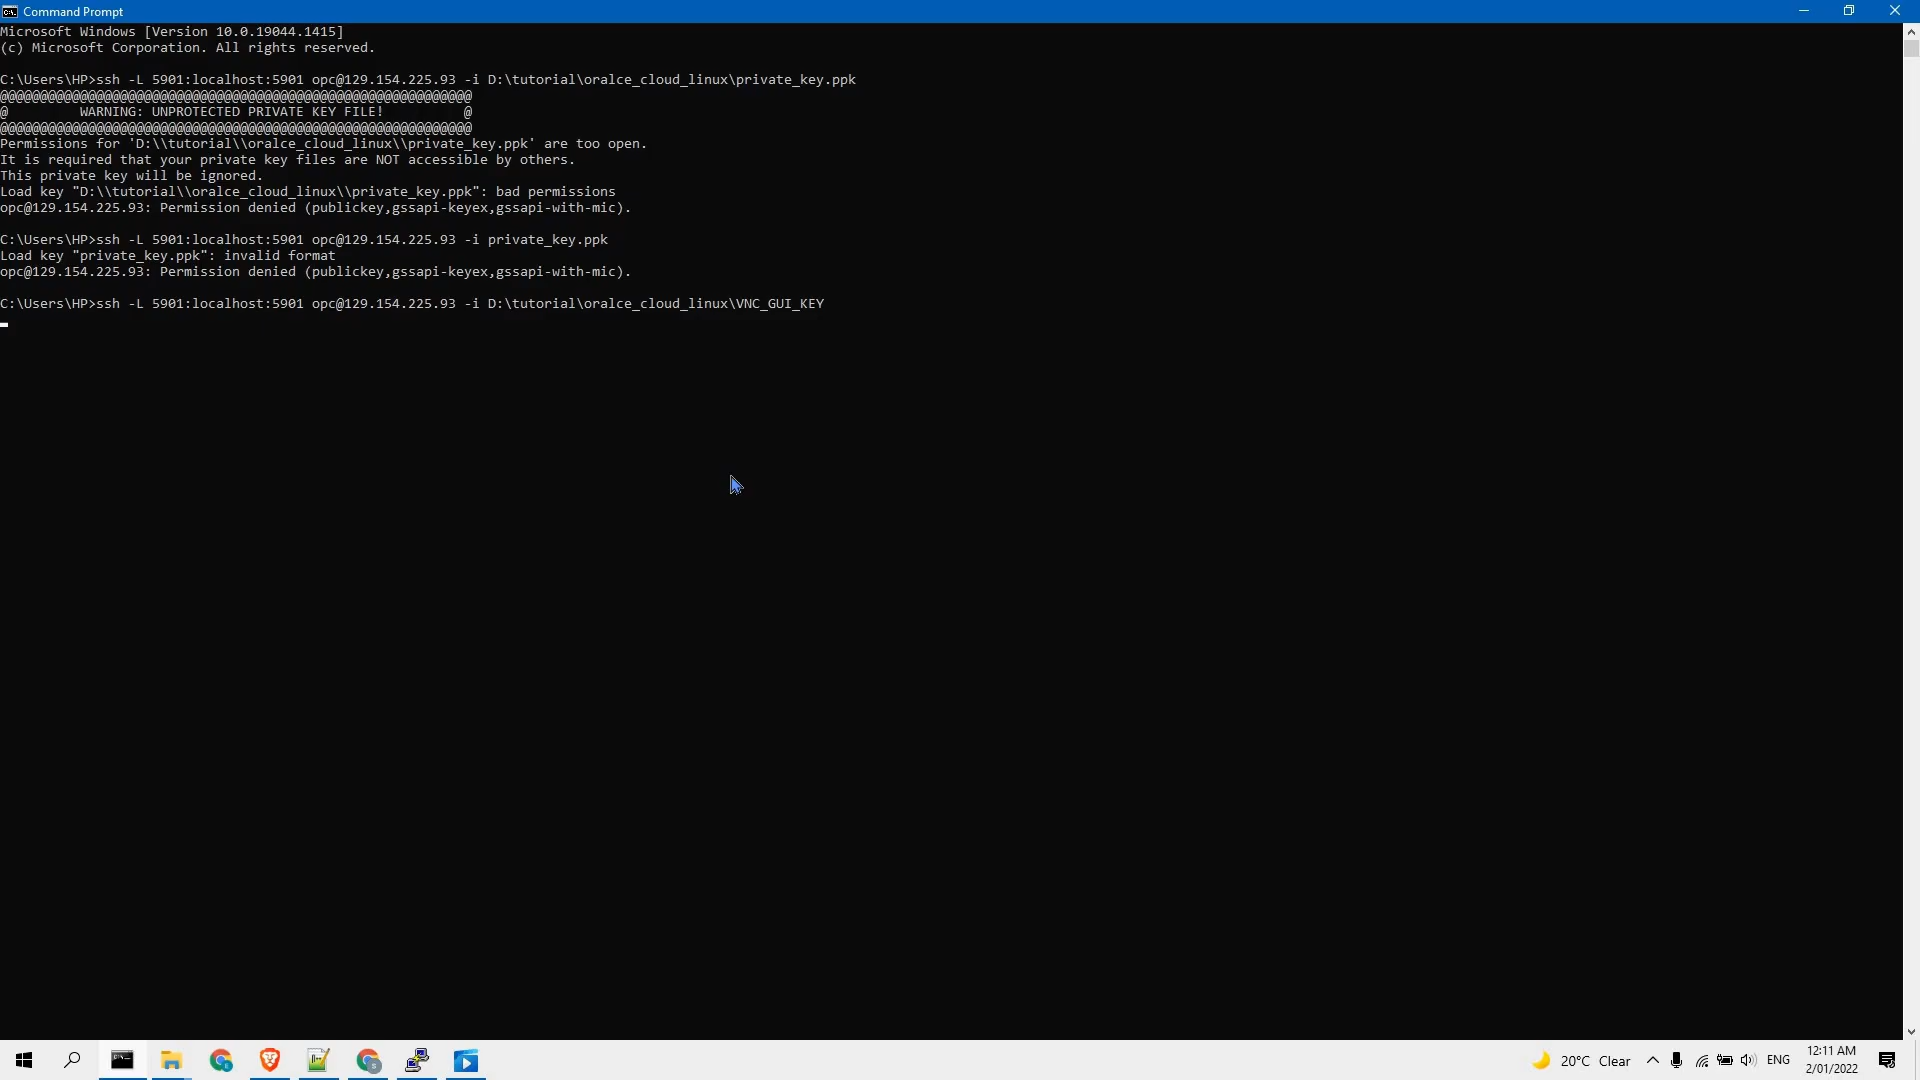 Command Prompt
Microsoft Windows [Version 10.0.19044.1415]
(c) Microsoft Corporation. All rights reserved.
C:\Users\HP>ssh -L 5901:localhost:5901 opc@129.154.225.93 -i D:\tutorial\oralce_cloud_linux\private_key.ppk
@@@@@@@@@@@@@@@@@@@@@@@@@@@@@@@@@@@@@@@@@@@@@@@@@@@@@@@@@@@
@         WARNING: UNPROTECTED PRIVATE KEY FILE!          @
@@@@@@@@@@@@@@@@@@@@@@@@@@@@@@@@@@@@@@@@@@@@@@@@@@@@@@@@@@@
Permissions for 'D:\\tutorial\\oralce_cloud_linux\\private_key.ppk' are too open.
It is required that your private key files are NOT accessible by others.
This private key will be ignored.
Load key "D:\\tutorial\\oralce_cloud_linux\\private_key.ppk": bad permissions
opc@129.154.225.93: Permission denied (publickey,gssapi-keyex,gssapi-with-mic).
C:\Users\HP>ssh -L 5901:localhost:5901 opc@129.154.225.93 -i private_key.ppk
Load key "private_key.ppk": invalid format
opc@129.154.225.93: Permission denied (publickey,gssapi-keyex,gssapi-with-mic).
C:\Users\HP>ssh -L 5901:localhost:5901 opc@129.154.225.93 -i D:\tutorial\oralce_cloud_linux\VNC_GUI_KEY
20°C Clear
ENG
12:11 AM
2/01/2022